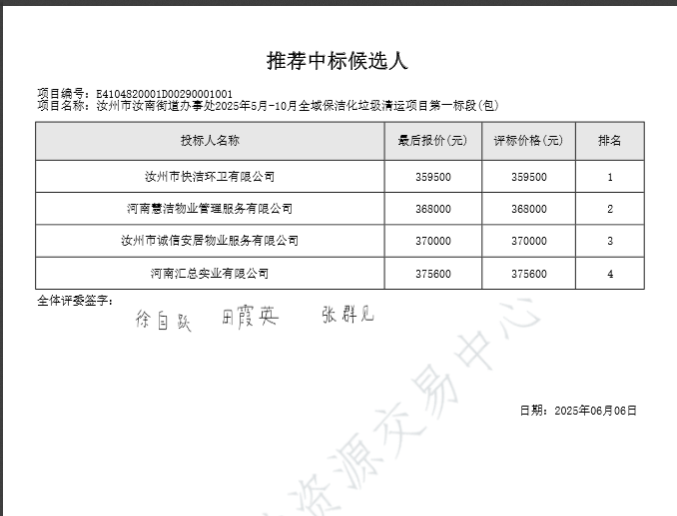 推荐中标候选人
项目编号：E4104820001D00290001001
项目名称：汝州市汝南街道办事处2025年5月-10月全域保洁化垃圾清运项目第一标段(包)
投标人名称 最后报价(元) 评标价格(元) 排名
汝州市快洁环卫有限公司 359500 359500 1
河南慧洁物业管理服务有限公司 368000 368000 2
汝州市诚信安居物业服务有限公司 370000 370000 3
河南汇总实业有限公司 375600 375600 4
全体评委签字：
徐自跃 田霞英 张群见
日期：2025年06月06日
资源交易中心